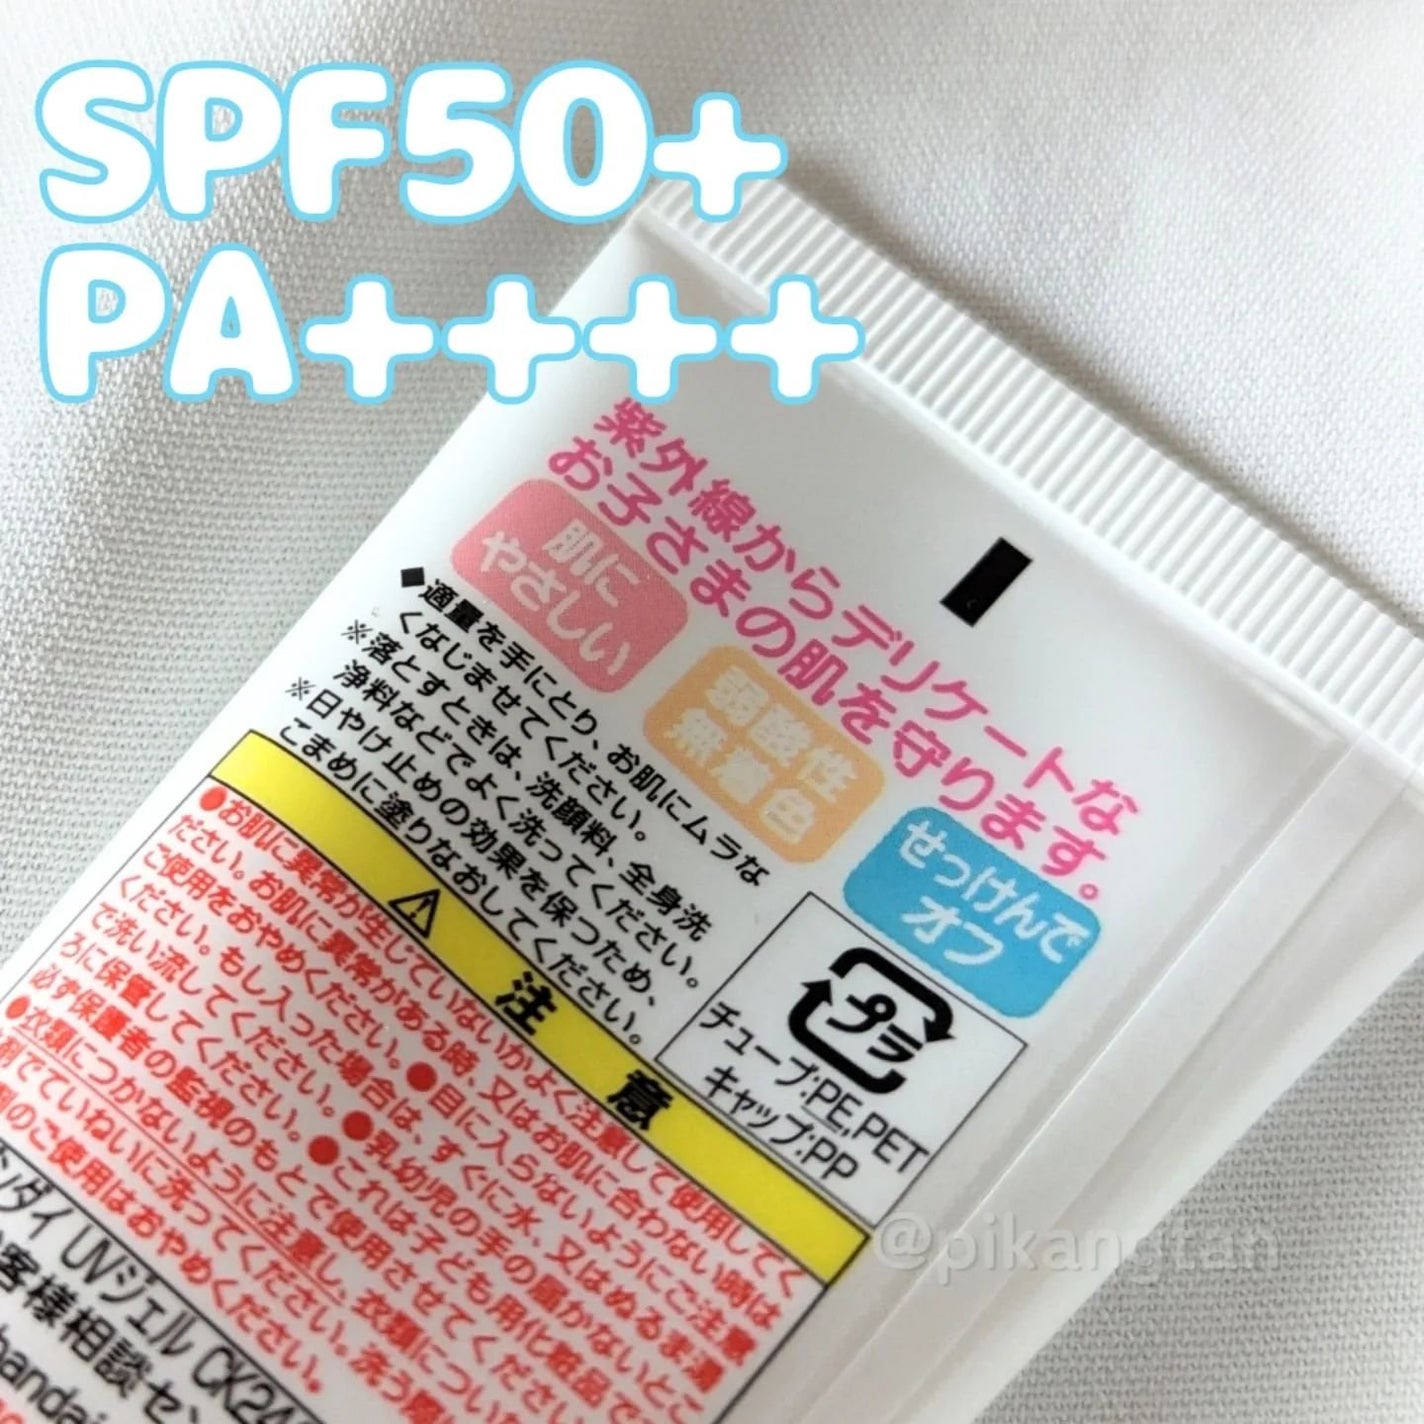 SPF50+
PA++++
紫外線からデリケートな
お子さまの肌を守ります。
肌に
やさしい
弱酸性
無着色
せっけんで
オフ
◆適量を手にとり、お肌にムラな
くなじませてください。
※落とすときは、洗顔料、全身洗
浄料などでよく洗ってください。
※日やけ止めの効果を保つため、
こまめに塗りなおしてください。
プラ
チューブ:PE,PET
キャップ:PP
⚠注意
●お肌に異常が生じていないかよく注意して使用してく
ださい。お肌に異常がある時、又はお肌に合わない時は
ご使用をおやめください。●目に入らないようにご注意
ください。もし入った場合は、すぐに水、又はぬるま湯
で洗い流してください。●乳幼児の手の届かないとこ
ろに保管してください。●これは子ども用化粧品で
必ず保護者の監視のもとで使用させてくださ
●衣類につかないように注意し、衣類につい
剤でていねいに洗ってください。洗う
剤のご使用はおやめください。
ンダイ UVジェル CK24
客様相談セン
bandai
@pikangtan